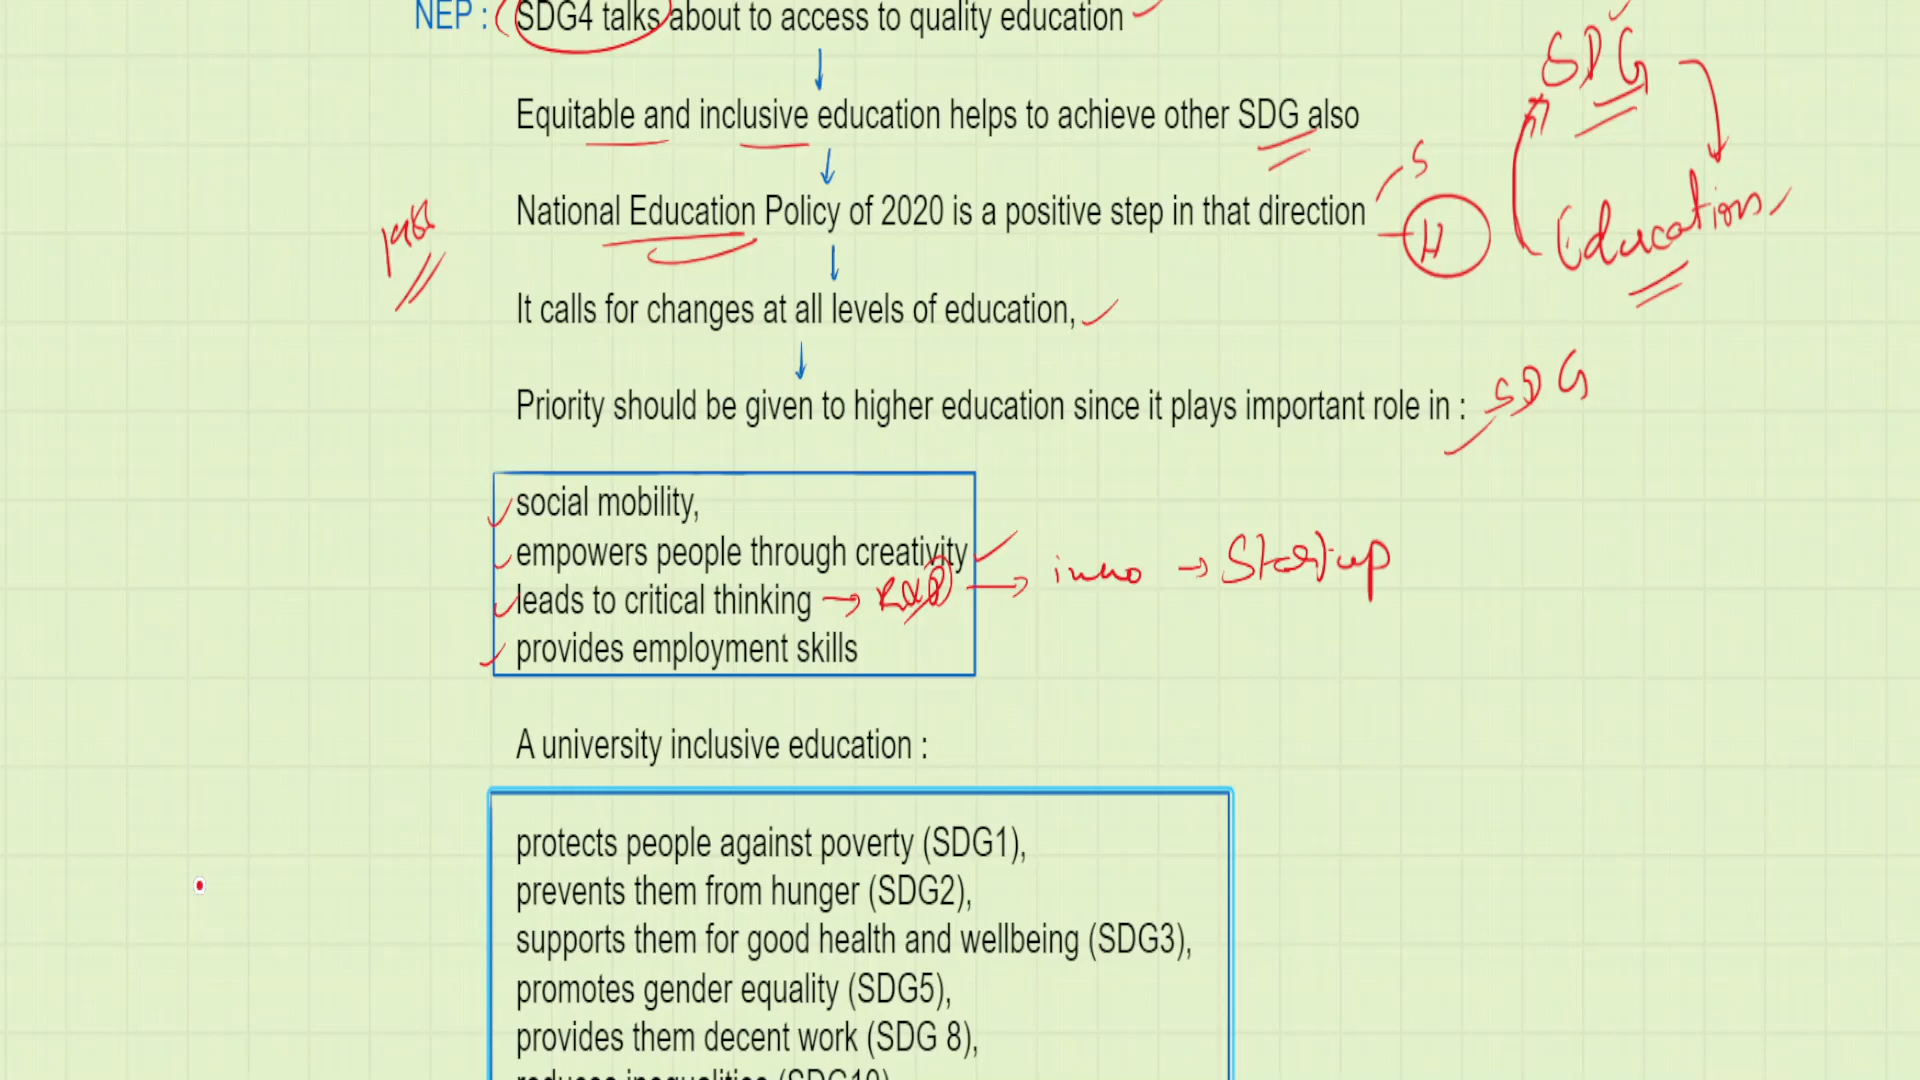 NEP : SDG4 talks about to access to quality education
SDG
Equitable and inclusive education helps to achieve other SDG also
S
National Education Policy of 2020 is a positive step in that direction
H
Education
It calls for changes at all levels of education,
Priority should be given to higher education since it plays important role in : SDG
social mobility,
empowers people through creativity
inno → Startup
leads to critical thinking → R&D →
provides employment skills
A university inclusive education :
protects people against poverty (SDG1),
prevents them from hunger (SDG2),
supports them for good health and wellbeing (SDG3),
promotes gender equality (SDG5),
provides them decent work (SDG 8),
reduces inequalities (SDG10)